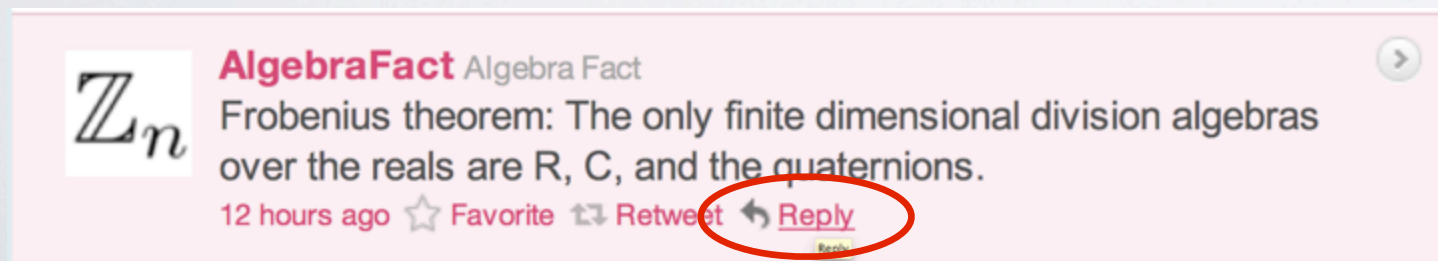 ℤn
AlgebraFact Algebra Fact
Frobenius theorem: The only finite dimensional division algebras
over the reals are R, C, and the quaternions.
12 hours ago Favorite Retweet Reply
Reply